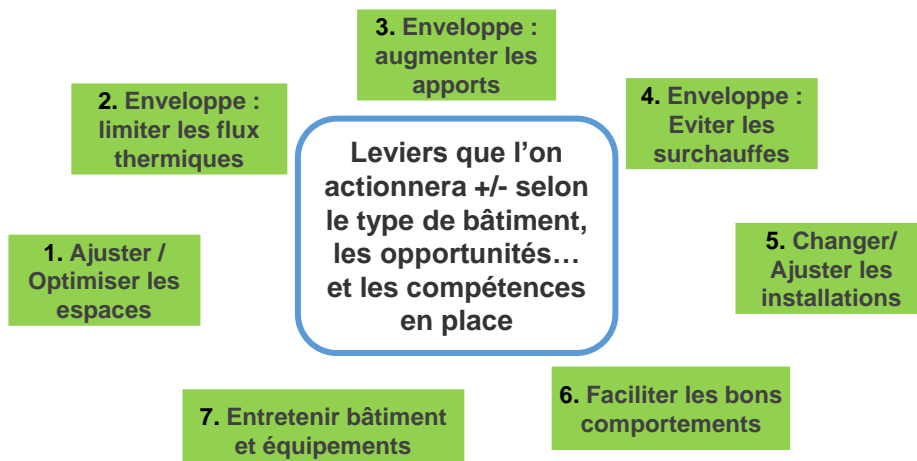 3. Enveloppe :
augmenter les
apports
2. Enveloppe :
limiter les flux
thermiques
4. Enveloppe :
Eviter les
surchauffes
Leviers que l’on
actionnera +/- selon
le type de bâtiment,
les opportunités…
et les compétences
en place
1. Ajuster /
Optimiser les
espaces
5. Changer/
Ajuster les
installations
6. Faciliter les bons
comportements
7. Entretenir bâtiment
et équipements